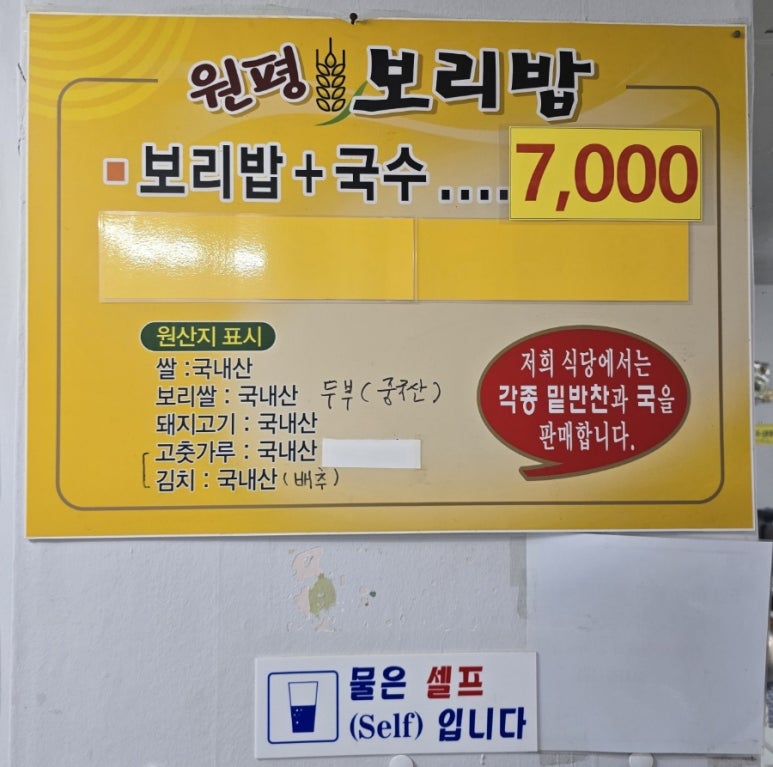 원평 보리밥
보리밥 + 국수 .... 7,000
원산지 표시
쌀 :국내산
보리쌀 : 국내산 두부 (중국산)
돼지고기 : 국내산
고춧가루 : 국내산
김치 : 국내산 (배추)
저희 식당에서는
각종 밑반찬과 국을
판매합니다.
물은 셀프
(Self) 입니다